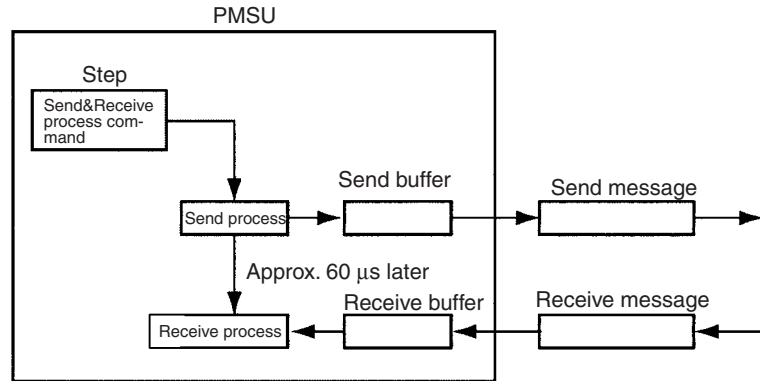 PMSU
Step
Send&Receive
process com-
mand
Send buffer
Send message
Send process
Approx. 60 μs later
Receive buffer
Receive message
Receive process